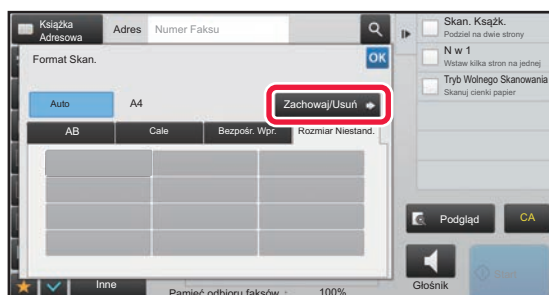 Książka
Adresowa
Adres
Numer Faksu
Format Skan.
OK
Auto
A4
Zachowaj/Usuń
AB
Cale
Bezpośr. Wpr.
Rozmiar Niestand.
Inne
Pamięć odbioru faksów :
100%
Skan. Ksążk.
Podziel na dwie strony
N w 1
Wstaw kilka stron na jednej
Tryb Wolnego Skanowania
Skanuj cienki papier
Podgląd
CA
Głośnik
Start